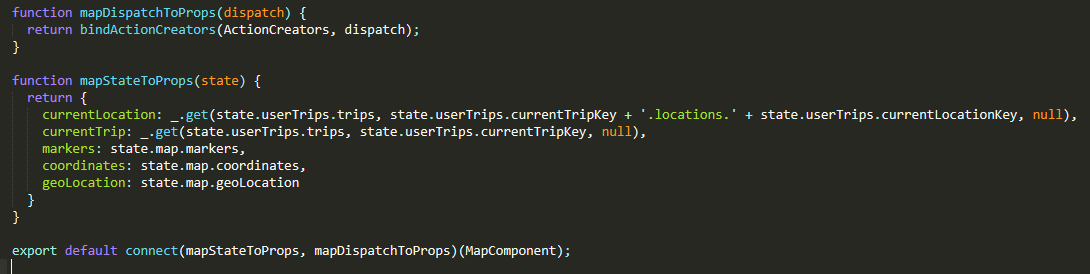 function mapDispatchToProps(dispatch) {
  return bindActionCreators(ActionCreators, dispatch);
}

function mapStateToProps(state) {
  return {
    currentLocation: _.get(state.userTrips.trips, state.userTrips.currentTripKey + '.locations.' + state.userTrips.currentLocationKey, null),
    currentTrip: _.get(state.userTrips.trips, state.userTrips.currentTripKey, null),
    markers: state.map.markers,
    coordinates: state.map.coordinates,
    geoLocation: state.map.geoLocation
  }
}

export default connect(mapStateToProps, mapDispatchToProps)(MapComponent);